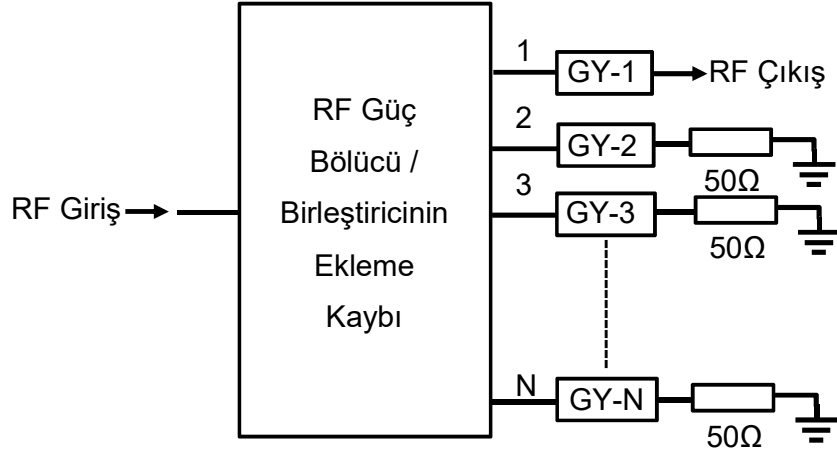 RF Giriş
RF Güç
Bölücü /
Birleştiricinin
Ekleme
Kaybı
1
GY-1
RF Çıkış
2
GY-2
50Ω
3
GY-3
50Ω
N
GY-N
50Ω